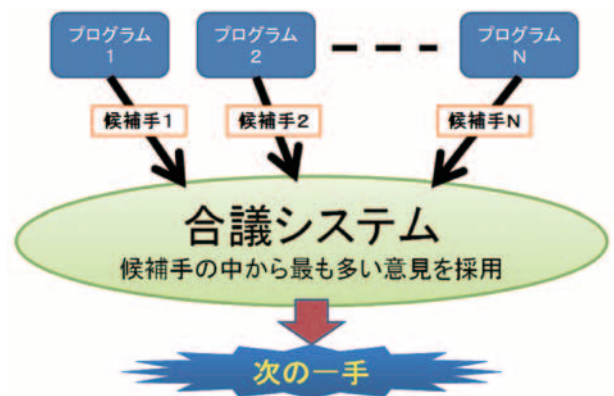 プログラム
1
プログラム
2
プログラム
N
候補手1
候補手2
候補手N
合議システム
候補手の中から最も多い意見を採用
次の一手